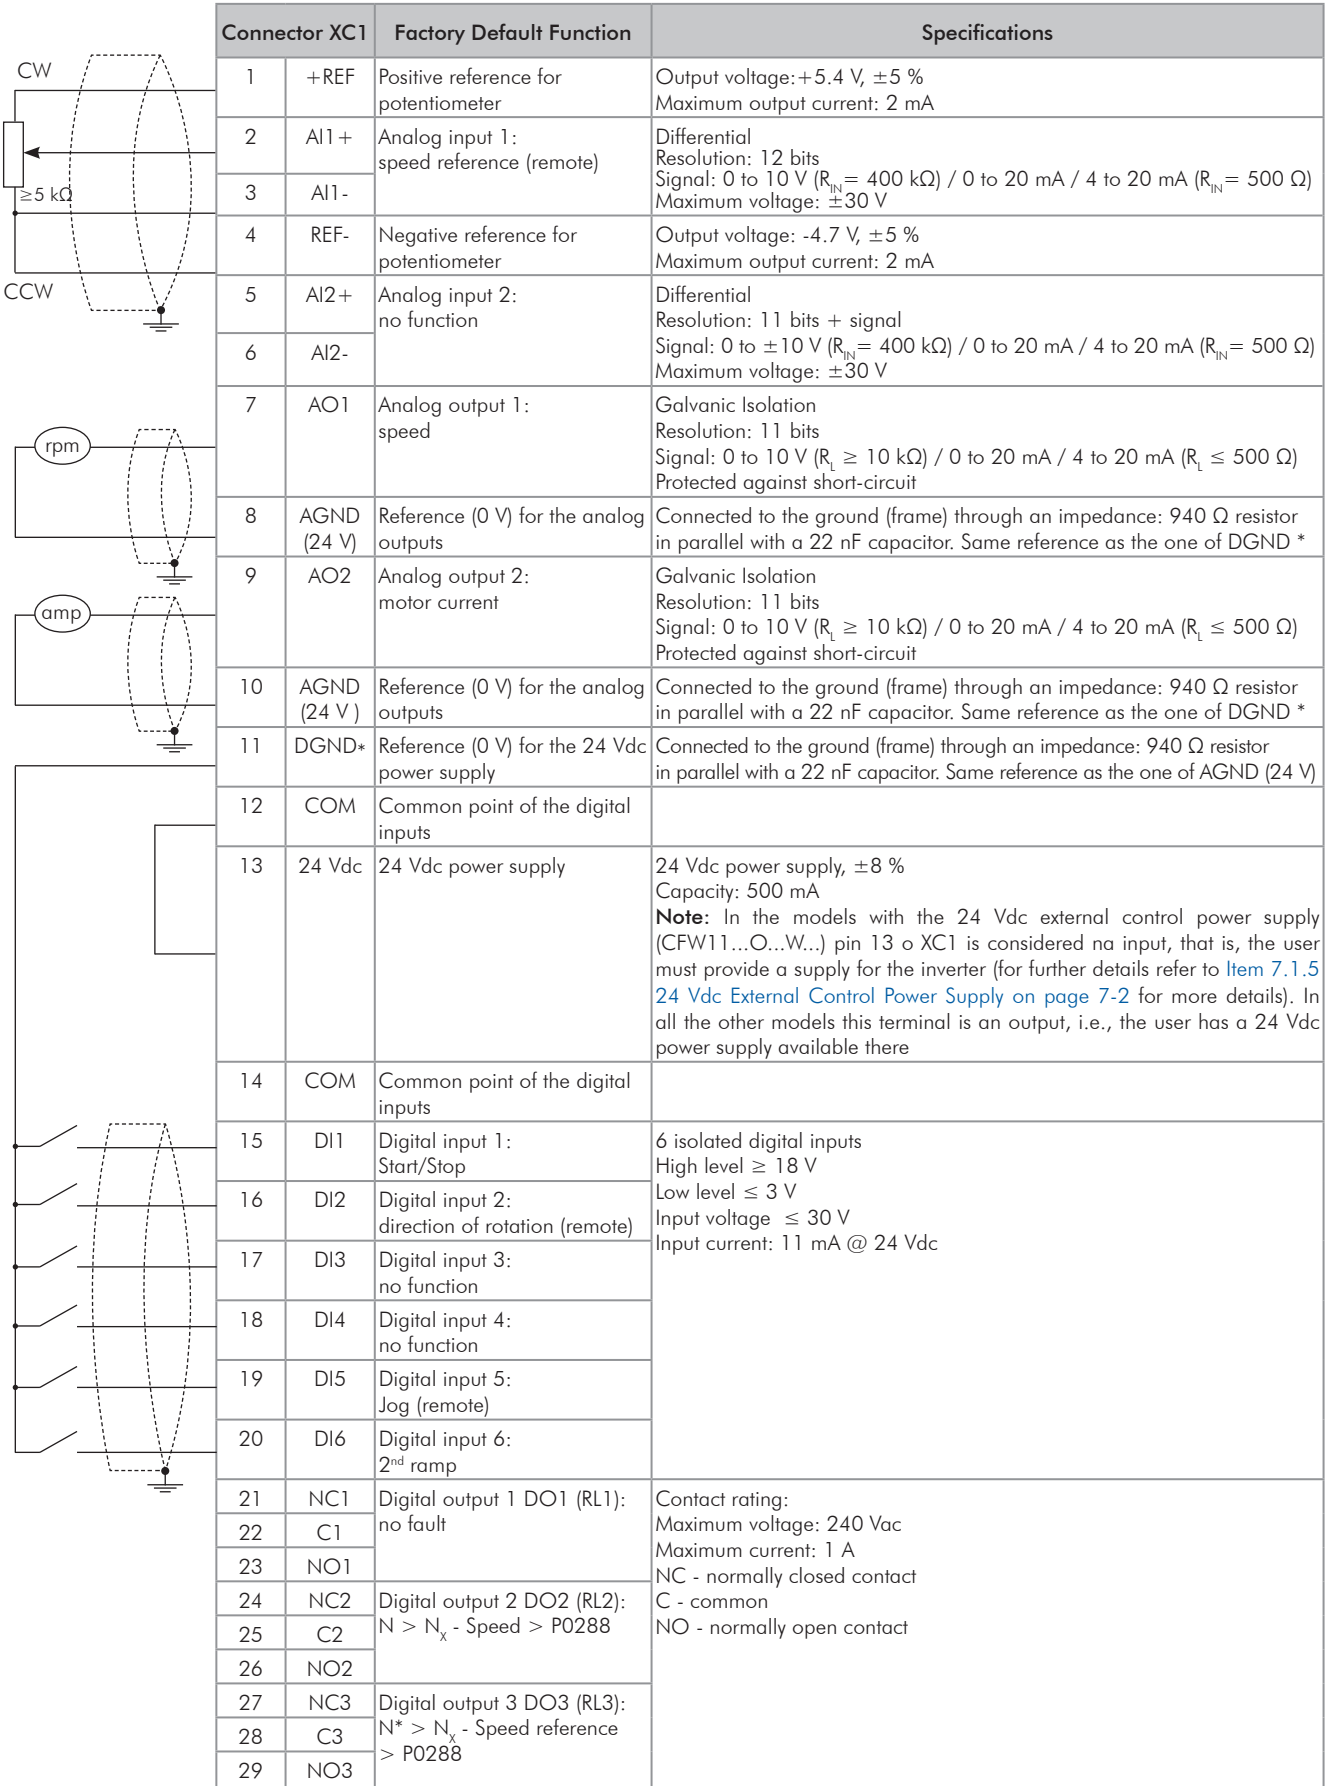 Connector XC1 Factory Default Function Specifications
CW
≥5 kΩ
CCW
1 +REF Positive reference for
potentiometer
Output voltage:+5.4 V, ±5 %
Maximum output current: 2 mA
2 AI1+ Analog input 1:
speed reference (remote)
3 AI1-
Differential
Resolution: 12 bits
Signal: 0 to 10 V (R_IN= 400 kΩ) / 0 to 20 mA / 4 to 20 mA (R_IN= 500 Ω)
Maximum voltage: ±30 V
4 REF- Negative reference for
potentiometer
Output voltage: -4.7 V, ±5 %
Maximum output current: 2 mA
5 AI2+ Analog input 2:
no function
6 AI2-
Differential
Resolution: 11 bits + signal
Signal: 0 to ±10 V (R_IN= 400 kΩ) / 0 to 20 mA / 4 to 20 mA (R_IN= 500 Ω)
Maximum voltage: ±30 V
rpm
7 AO1 Analog output 1:
speed
Galvanic Isolation
Resolution: 11 bits
Signal: 0 to 10 V (R_L ≥ 10 kΩ) / 0 to 20 mA / 4 to 20 mA (R_L ≤ 500 Ω)
Protected against short-circuit
8 AGND
(24 V)
Reference (0 V) for the analog
outputs
Connected to the ground (frame) through an impedance: 940 Ω resistor
in parallel with a 22 nF capacitor. Same reference as the one of DGND *
amp
9 AO2 Analog output 2:
motor current
Galvanic Isolation
Resolution: 11 bits
Signal: 0 to 10 V (R_L ≥ 10 kΩ) / 0 to 20 mA / 4 to 20 mA (R_L ≤ 500 Ω)
Protected against short-circuit
10 AGND
(24 V )
Reference (0 V) for the analog
outputs
Connected to the ground (frame) through an impedance: 940 Ω resistor
in parallel with a 22 nF capacitor. Same reference as the one of DGND *
11 DGND* Reference (0 V) for the 24 Vdc
power supply
Connected to the ground (frame) through an impedance: 940 Ω resistor
in parallel with a 22 nF capacitor. Same reference as the one of AGND (24 V)
12 COM Common point of the digital
inputs
13 24 Vdc 24 Vdc power supply
24 Vdc power supply, ±8 %
Capacity: 500 mA
Note: In the models with the 24 Vdc external control power supply
(CFW11...O...W...) pin 13 o XC1 is considered na input, that is, the user
must provide a supply for the inverter (for further details refer to Item 7.1.5
24 Vdc External Control Power Supply on page 7-2 for more details). In
all the other models this terminal is an output, i.e., the user has a 24 Vdc
power supply available there
14 COM Common point of the digital
inputs
15 DI1 Digital input 1:
Start/Stop
6 isolated digital inputs
High level ≥ 18 V
Low level ≤ 3 V
Input voltage ≤ 30 V
Input current: 11 mA @ 24 Vdc
16 DI2 Digital input 2:
direction of rotation (remote)
17 DI3 Digital input 3:
no function
18 DI4 Digital input 4:
no function
19 DI5 Digital input 5:
Jog (remote)
20 DI6 Digital input 6:
2nd ramp
21 NC1 Digital output 1 DO1 (RL1):
no fault
22 C1
23 NO1
Contact rating:
Maximum voltage: 240 Vac
Maximum current: 1 A
NC - normally closed contact
C - common
NO - normally open contact
24 NC2 Digital output 2 DO2 (RL2):
N > N_X - Speed > P0288
25 C2
26 NO2
27 NC3 Digital output 3 DO3 (RL3):
N* > N_X - Speed reference
> P0288
28 C3
29 NO3